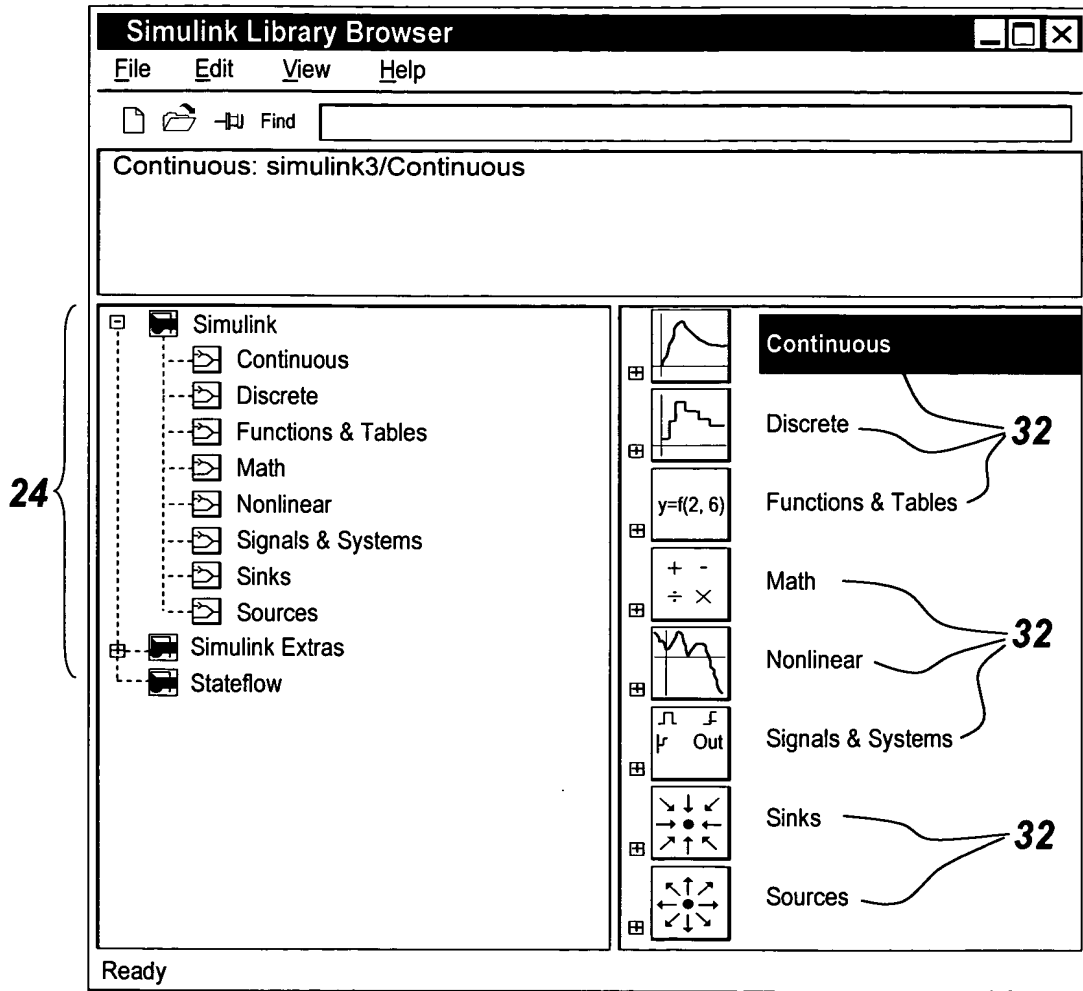 Simulink Library Browser
File Edit View Help
Find
Continuous: simulink3/Continuous
24
Simulink
Continuous
Discrete
Functions & Tables
Math
Nonlinear
Signals & Systems
Sinks
Sources
Simulink Extras
Stateflow
Continuous
Discrete
32
y=f(2, 6)
Functions & Tables
+ -
÷ ×
Math
32
Nonlinear
Out
Signals & Systems
Sinks
32
Sources
Ready